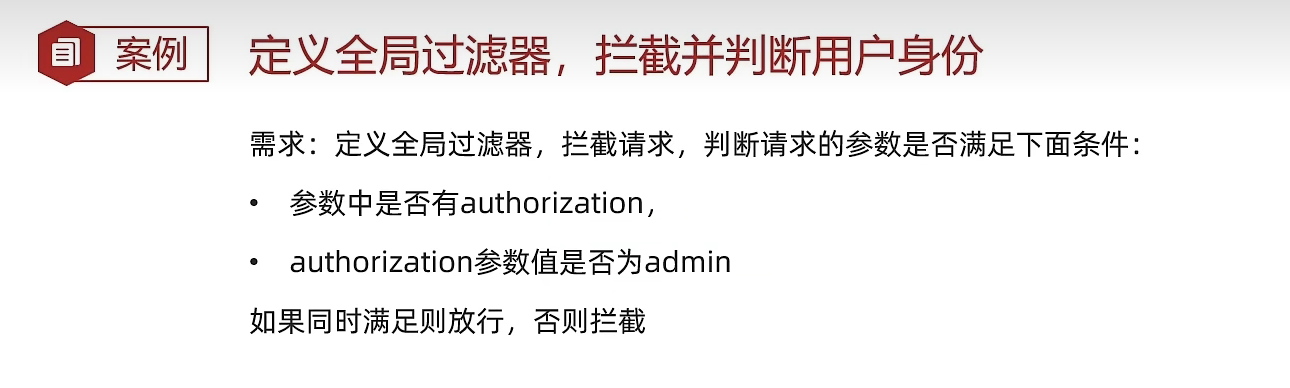 案例
定义全局过滤器，拦截并判断用户身份
需求：定义全局过滤器，拦截请求，判断请求的参数是否满足下面条件：
• 参数中是否有authorization，
• authorization参数值是否为admin
如果同时满足则放行，否则拦截